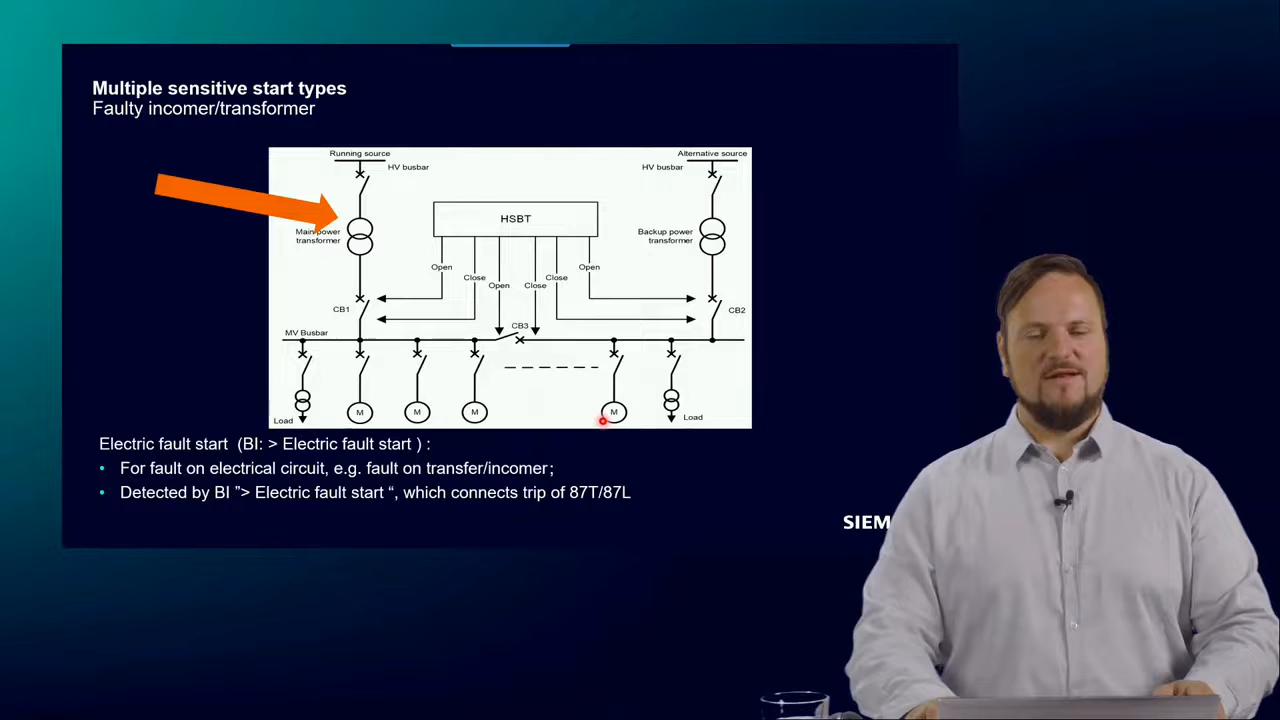 Multiple sensitive start types
Faulty incomer/transformer
Running source
Alternative source
HV busbar
HV busbar
HSBT
Main power
transformer
Backup power
transformer
Open
Close
Open
Close
Close
Open
CB1
CB2
CB3
MV Busbar
M
M
M
M
Load
Load
Electric fault start (BI: > Electric fault start ) :
• For fault on electrical circuit, e.g. fault on transfer/incomer;
• Detected by BI ”> Electric fault start “, which connects trip of 87T/87L
SIEM